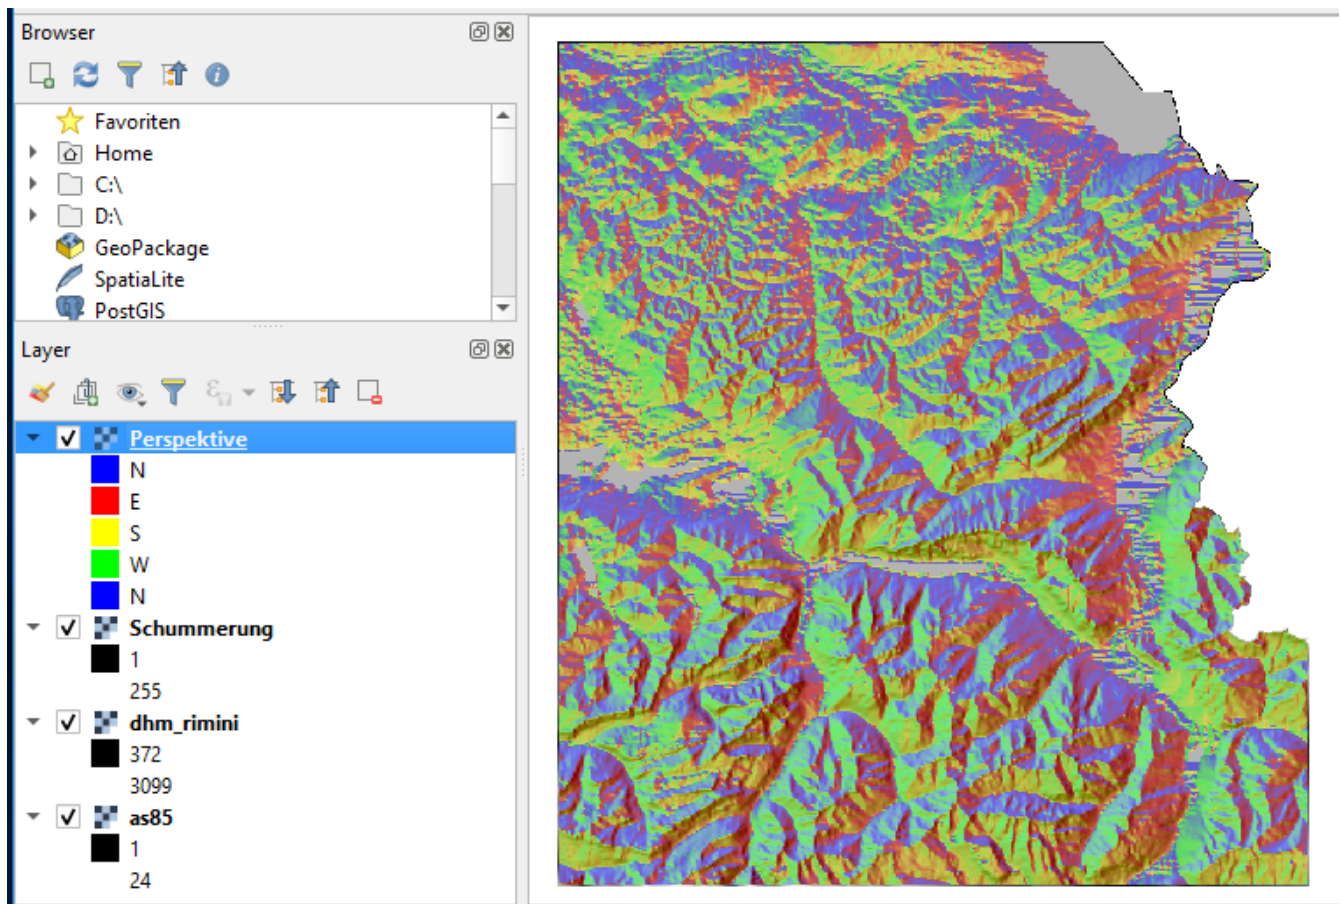 Browser
Favoriten
Home
C:\
D:\
GeoPackage
SpatiaLite
PostGIS
Layer
Perspektive
N
E
S
W
N
Schummerung
1
255
dhm_rimini
372
3099
as85
1
24